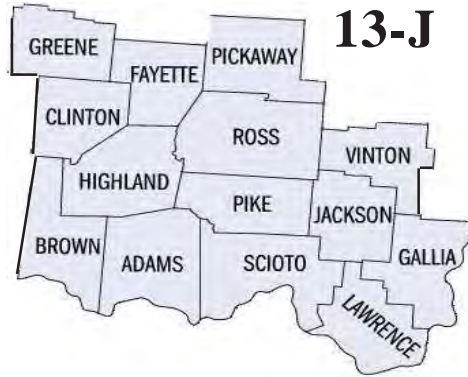 13-J
GREENE
FAYETTE
PICKAWAY
CLINTON
ROSS
VINTON
HIGHLAND
PIKE
JACKSON
BROWN
ADAMS
SCIOTO
GALLIA
LAWRENCE